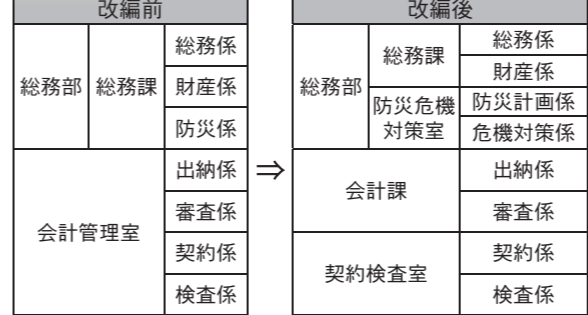 改編前
総務部
総務課
総務係
財産係
防災係
会計管理室
出納係
審査係
契約係
検査係
⇒
改編後
総務部
総務課
総務係
財産係
防災危機
対策室
防災計画係
危機対策係
会計課
出納係
審査係
契約検査室
契約係
検査係